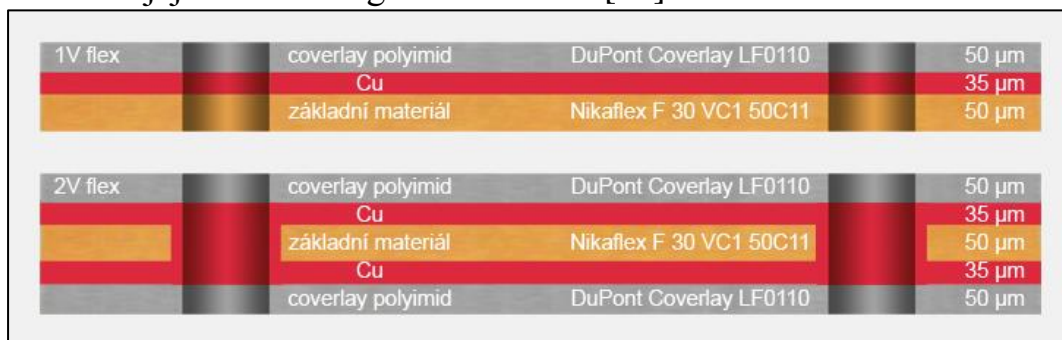 1V flex coverlay polyimid DuPont Coverlay LF0110 50 µm
Cu 35 µm
základní materiál Nikaflex F 30 VC1 50C11 50 µm
2V flex coverlay polyimid DuPont Coverlay LF0110 50 µm
Cu 35 µm
základní materiál Nikaflex F 30 VC1 50C11 50 µm
Cu 35 µm
coverlay polyimid DuPont Coverlay LF0110 50 µm